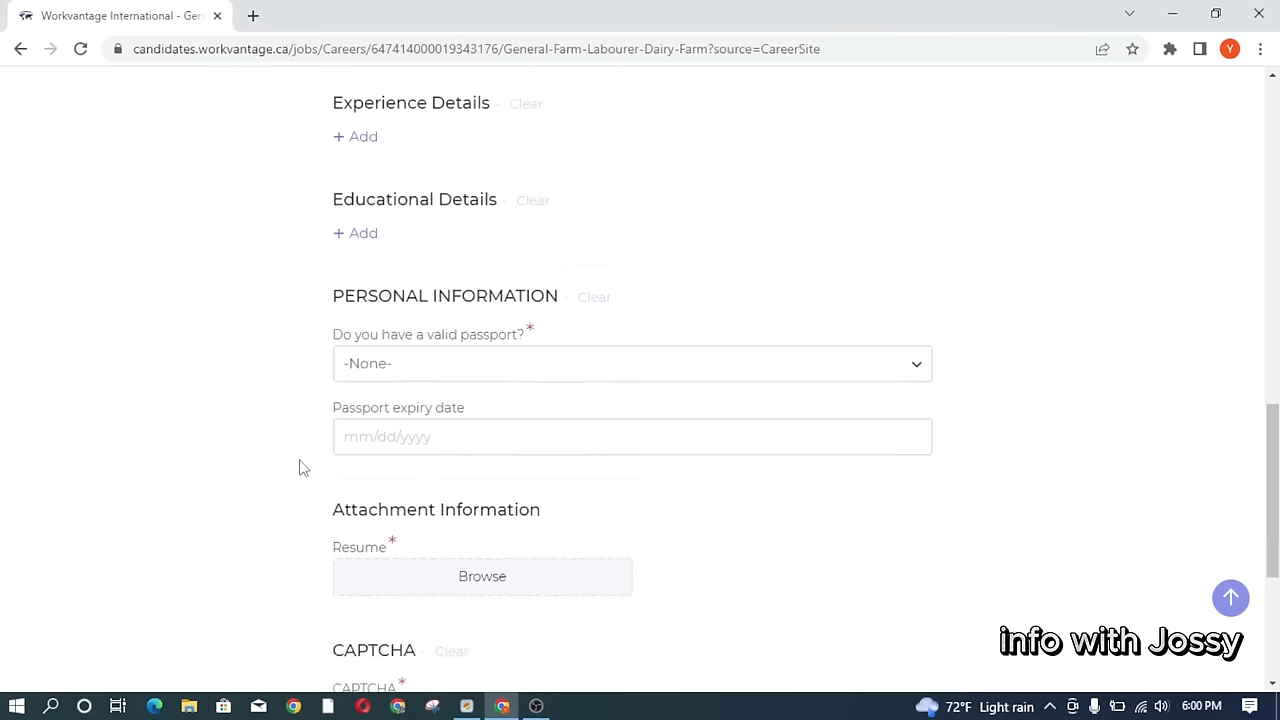 Workvantage International - Gen
candidates.workvantage.ca/jobs/Careers/647414000019343176/General-Farm-Labourer-Dairy-Farm?source=CareerSite
Y
Experience Details - Clear
+ Add
Educational Details - Clear
+ Add
PERSONAL INFORMATION - Clear
Do you have a valid passport?*
-None-
Passport expiry date
mm/dd/yyyy
Attachment Information
Resume*
Browse
info with Jossy
CAPTCHA - Clear
CAPTCHA*
72°F Light rain
6:00 PM